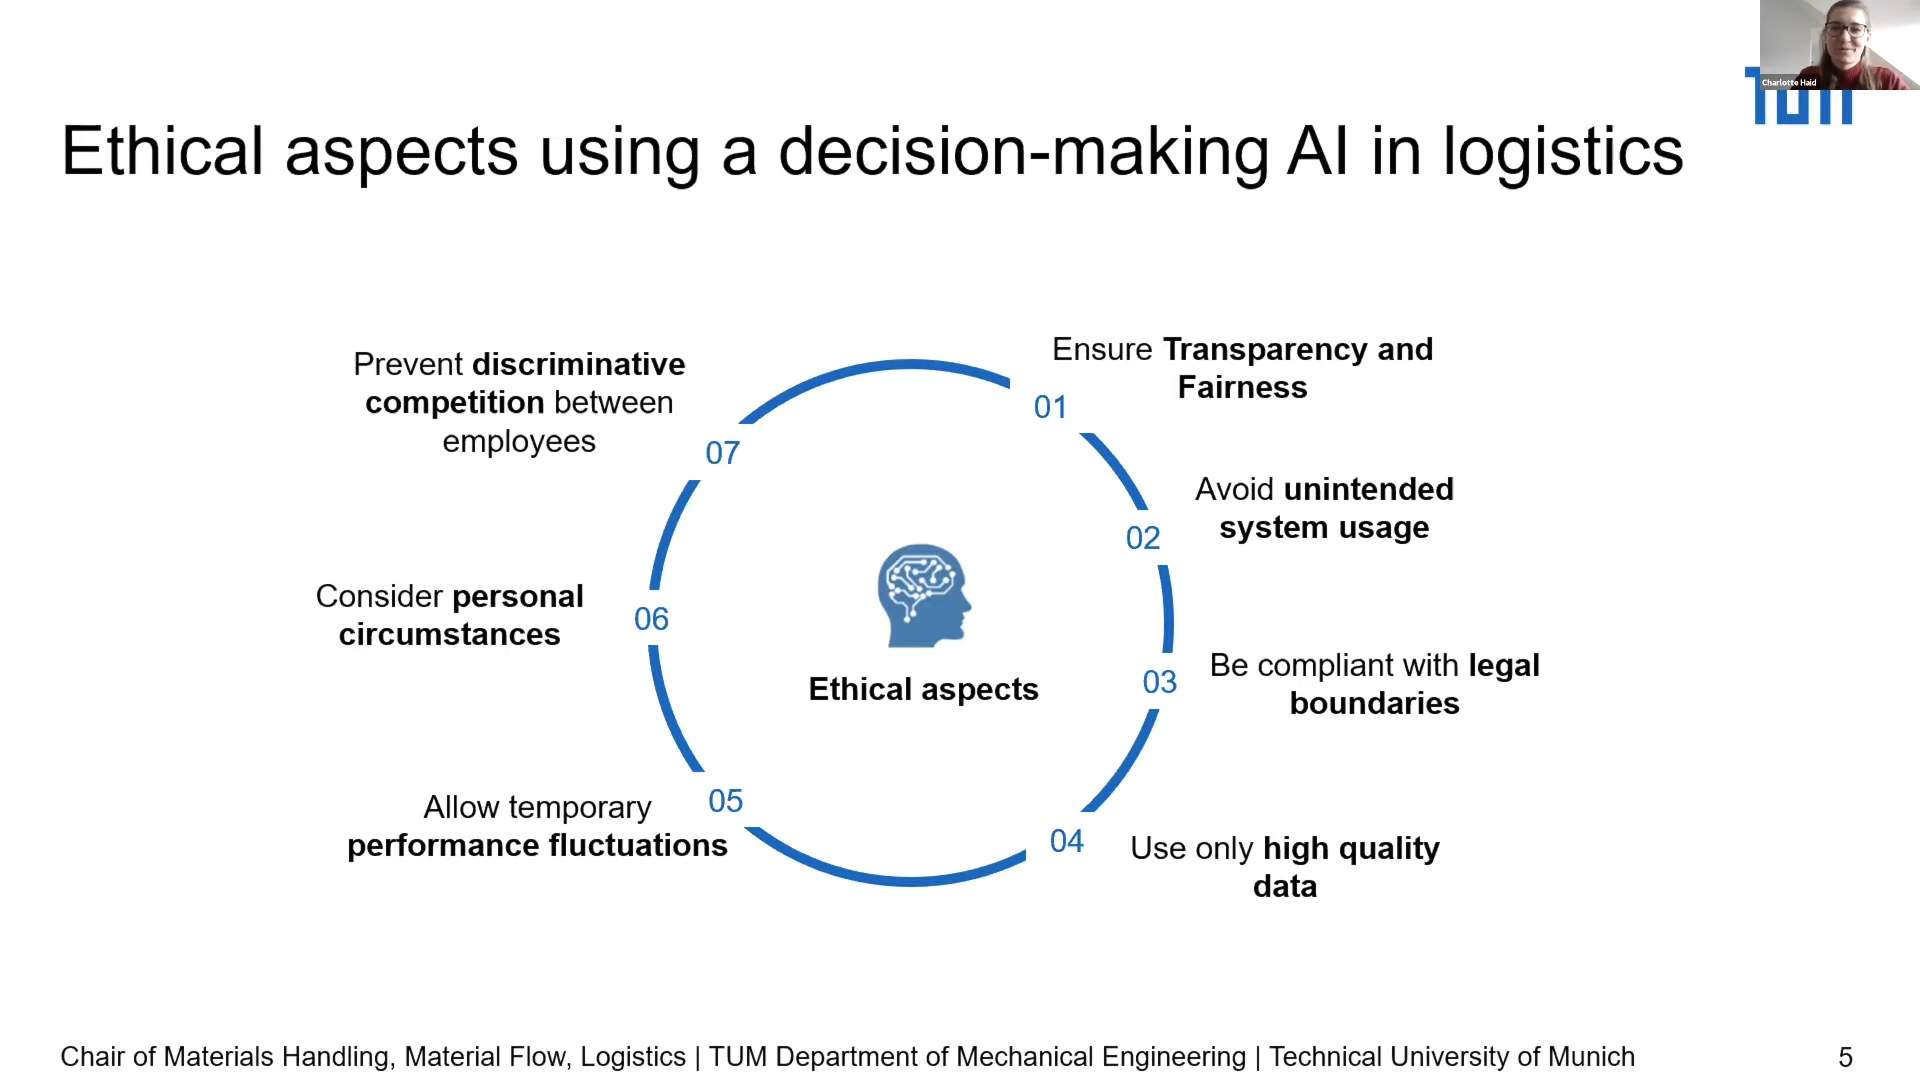 Charlotte Haid
TUM
Ethical aspects using a decision-making AI in logistics
Ensure Transparency and
Fairness
01
Avoid unintended
system usage
02
Be compliant with legal
boundaries
03
Use only high quality
data
04
Allow temporary
performance fluctuations
05
Consider personal
circumstances
06
Prevent discriminative
competition between
employees
07
Ethical aspects
Chair of Materials Handling, Material Flow, Logistics | TUM Department of Mechanical Engineering | Technical University of Munich
5